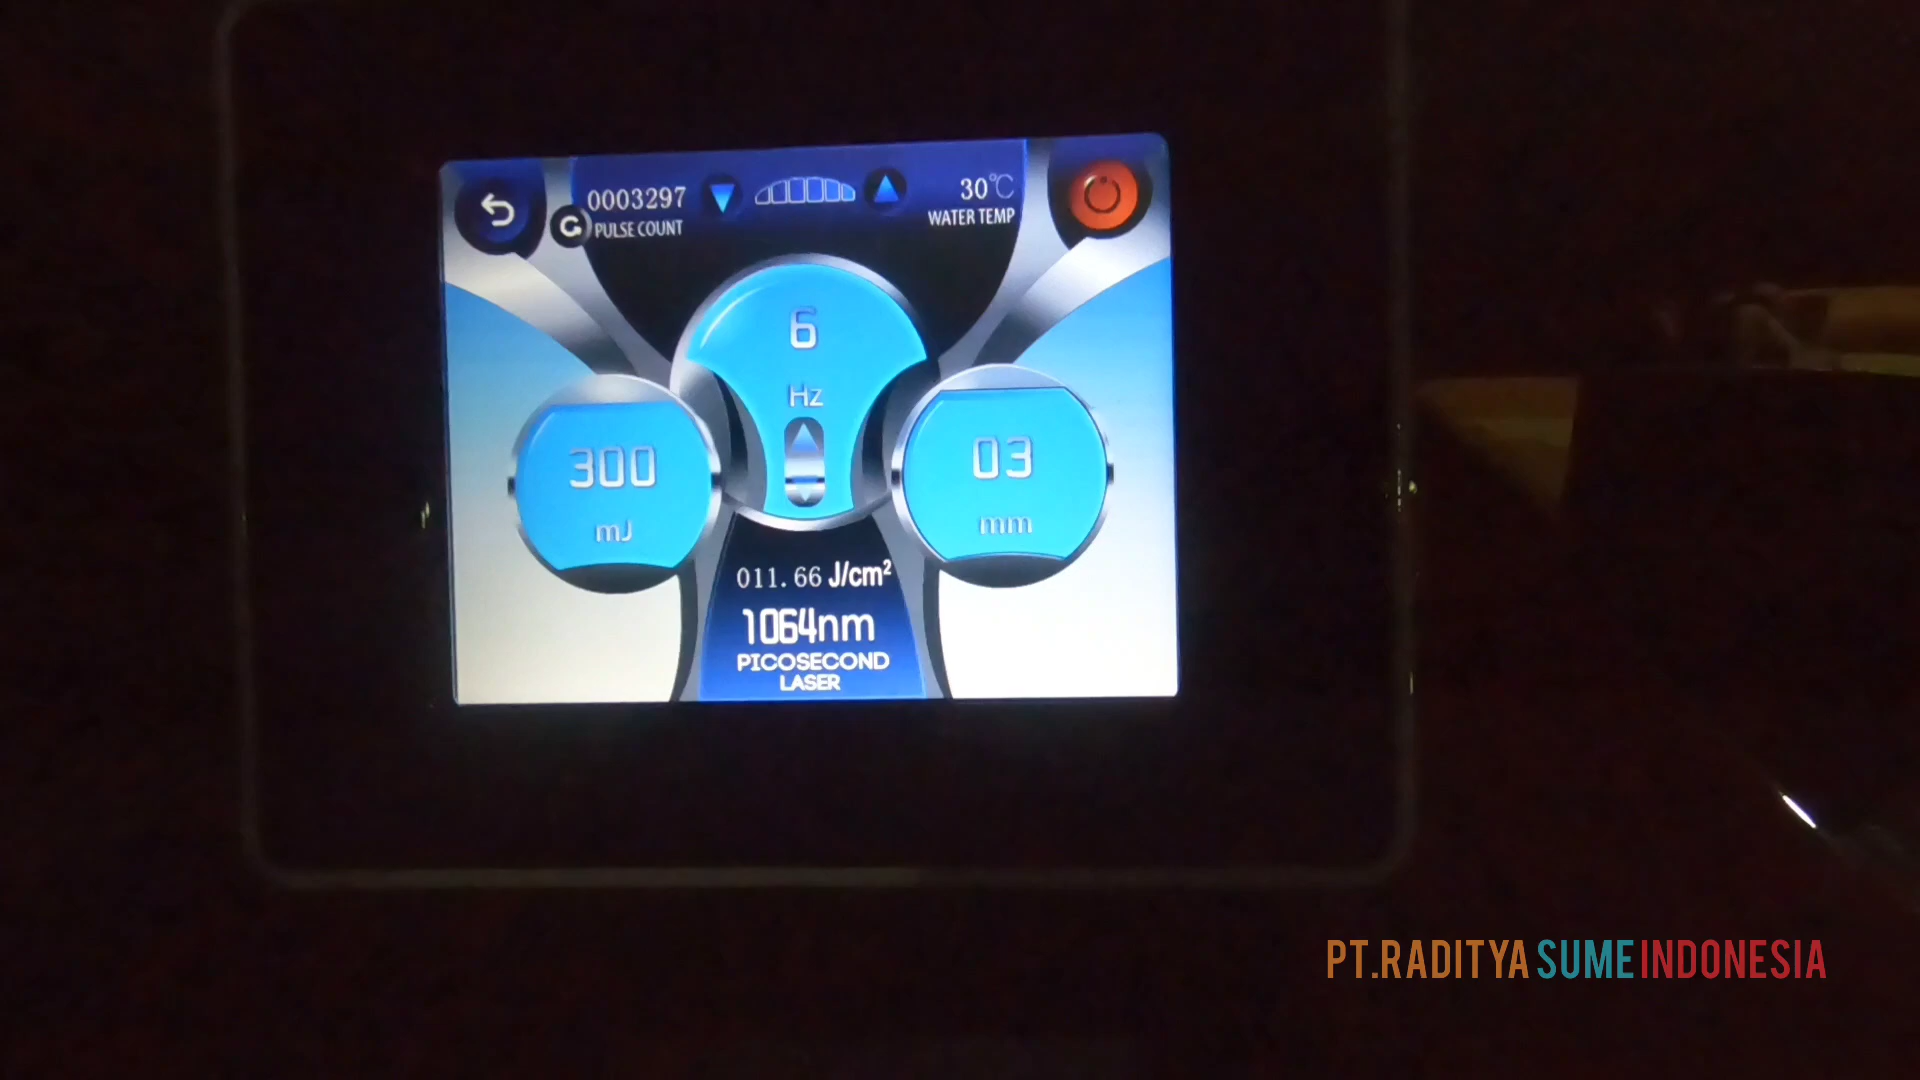 0003297
PULSE COUNT
30°C
WATER TEMP
6
Hz
300
mJ
03
mm
011.66 J/cm²
1064nm
PICOSECOND
LASER
PT.RADITYA SUME INDONESIA